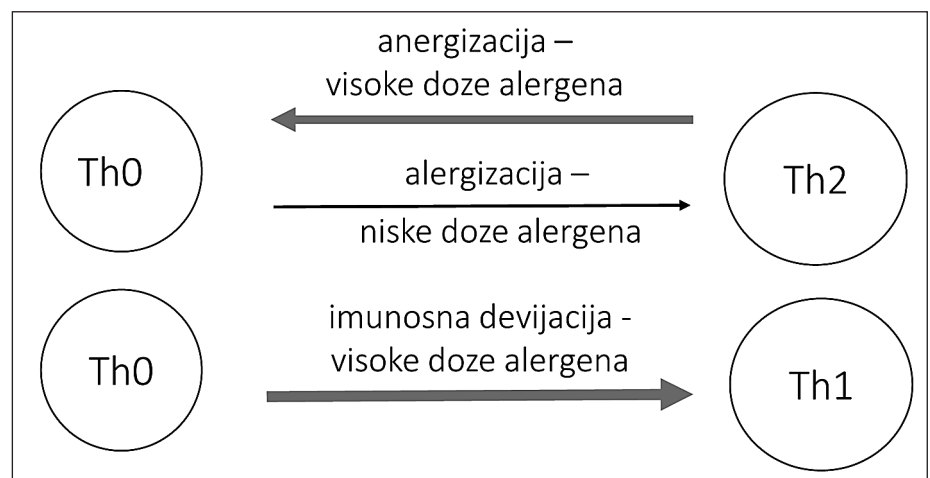 anergizacija –
visoke doze alergena
Th0
Th2
alergizacija –
niske doze alergena
imunosna devijacija -
visoke doze alergena
Th0
Th1